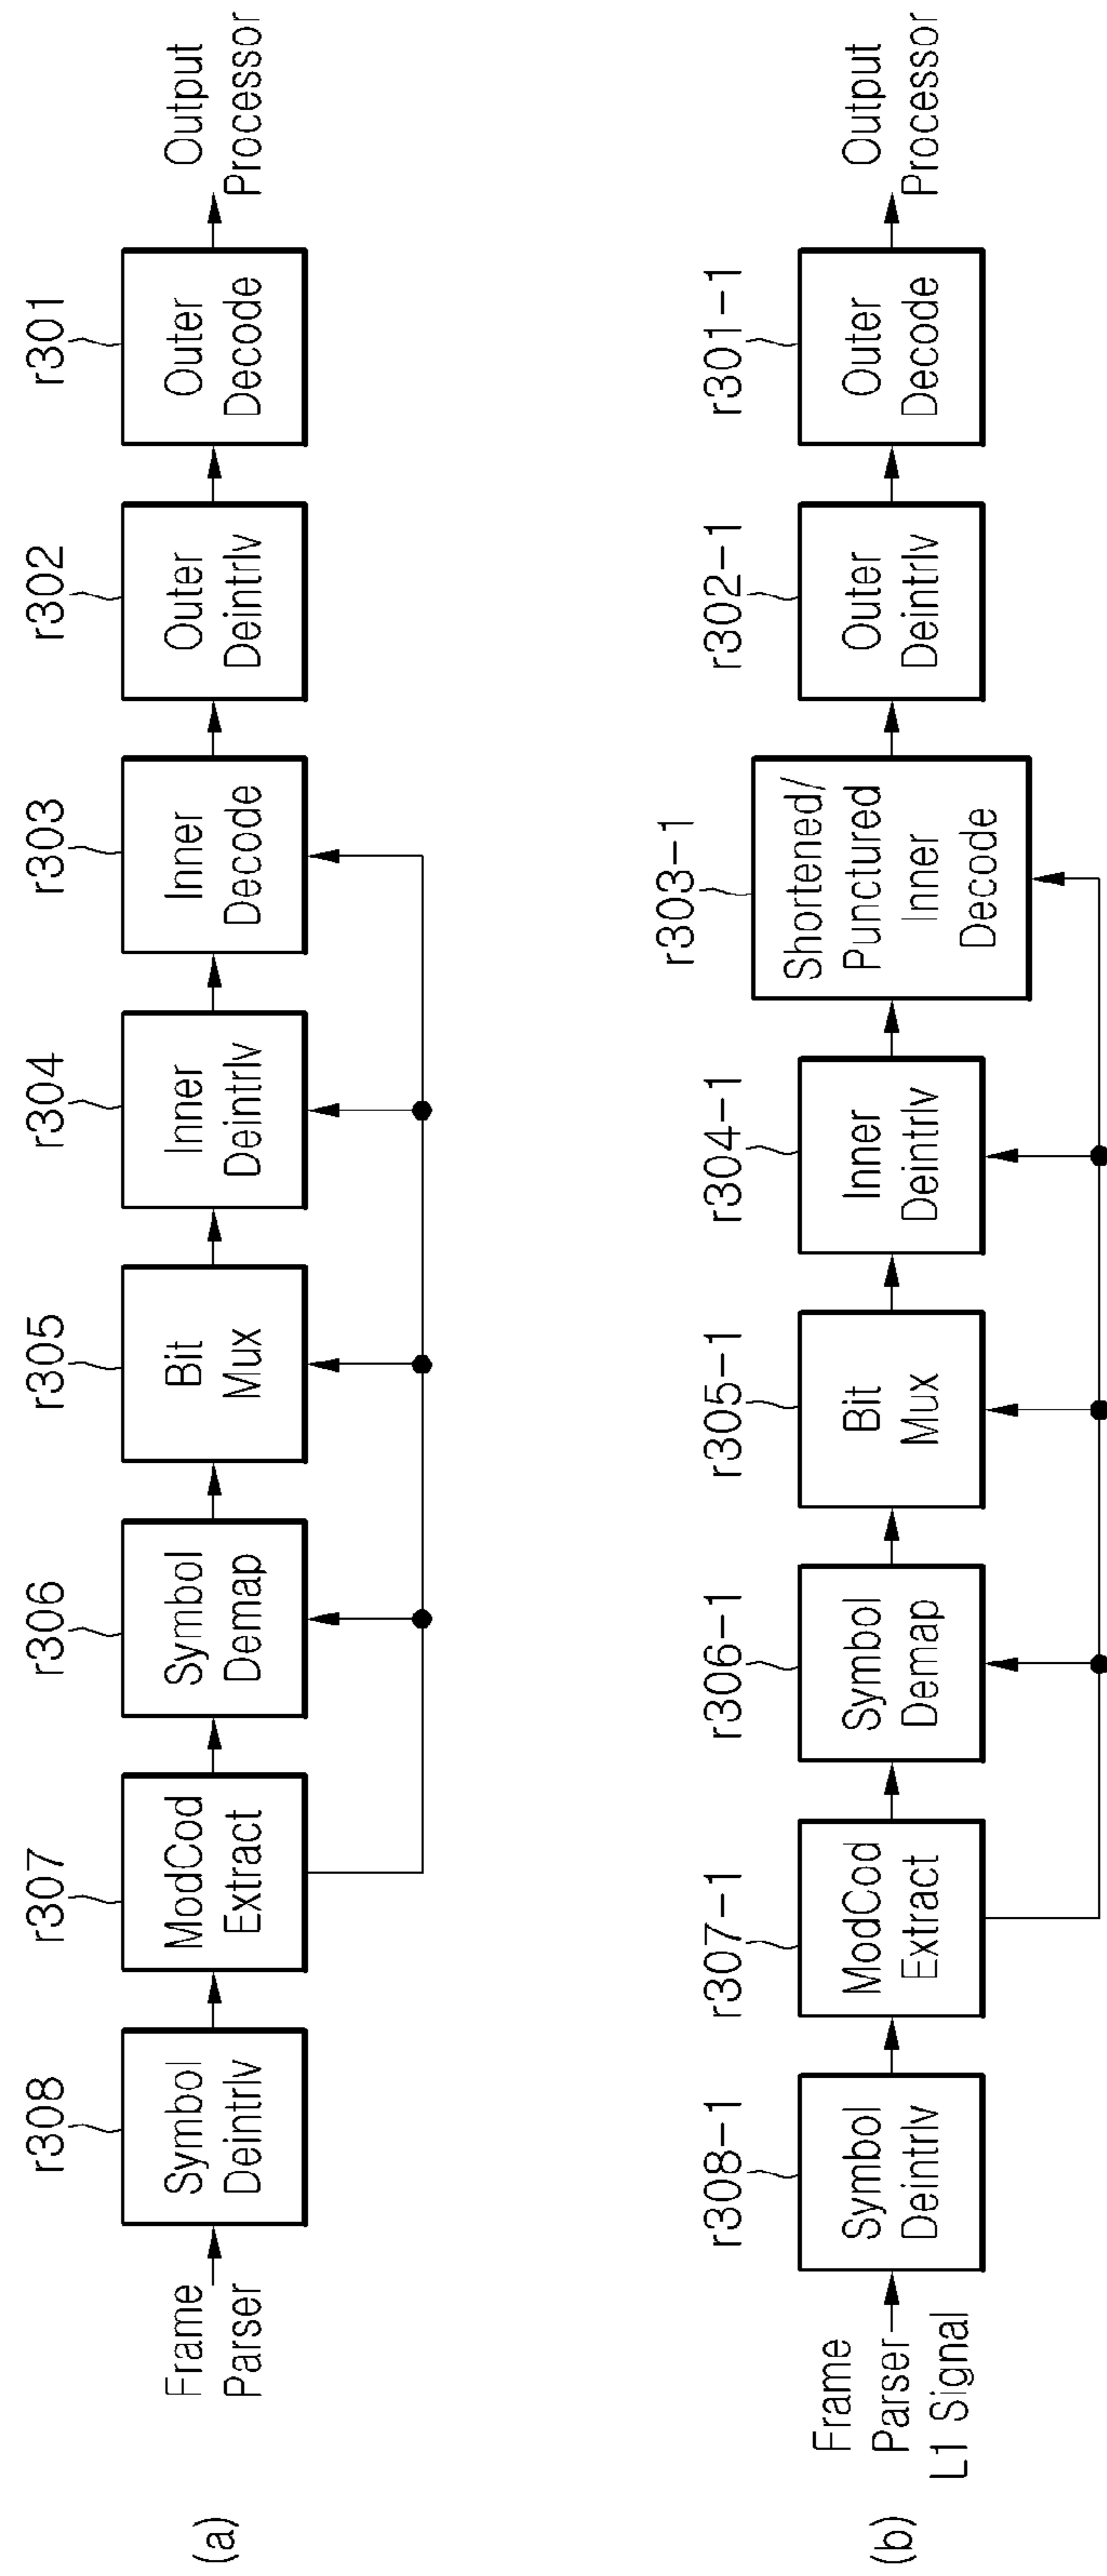 (a)
Frame
Parser
r308
Symbol
Deintrlv
r307
ModCod
Extract
r306
Symbol
Demap
r305
Bit
Mux
r304
Inner
Deintrlv
r303
Inner
Decode
r302
Outer
Deintrlv
r301
Outer
Decode
Output
Processor
(b)
Frame
Parser
L1 Signal
r308-1
Symbol
Deintrlv
r307-1
ModCod
Extract
r306-1
Symbol
Demap
r305-1
Bit
Mux
r304-1
Inner
Deintrlv
r303-1
Shortened/
Punctured
Inner
Decode
r302-1
Outer
Deintrlv
r301-1
Outer
Decode
Output
Processor